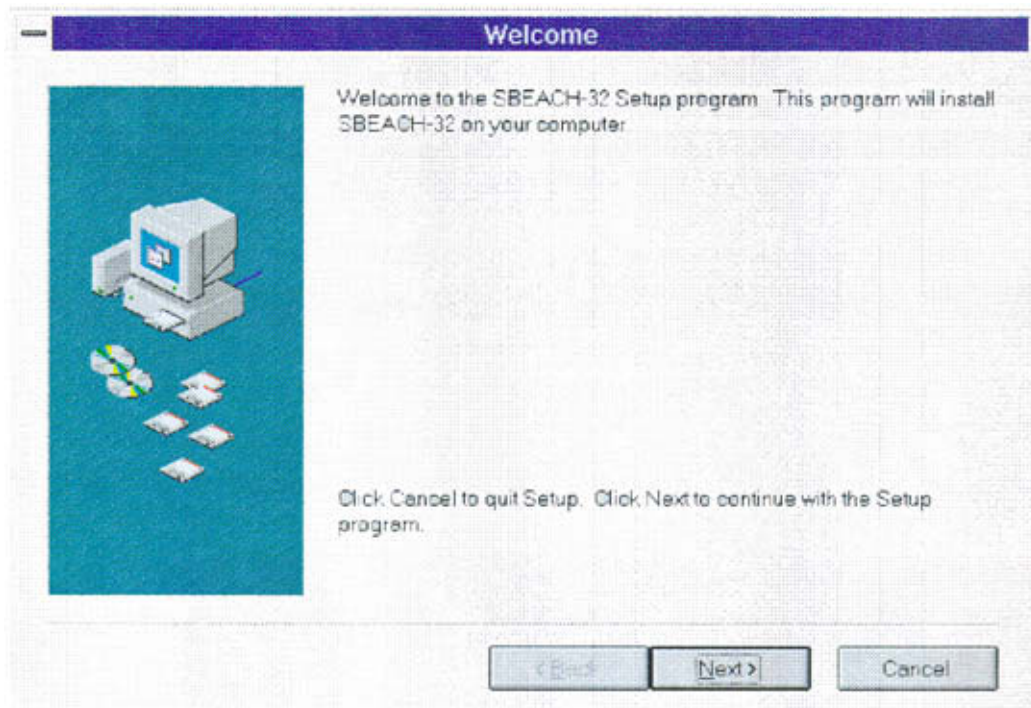 Welcome
Welcome to the SBEACH-32 Setup program This program will install
SBEACH-32 on your computer
Click Cancel to quit Setup. Click Next to continue with the Setup
program.
< Back
Next >
Cancel